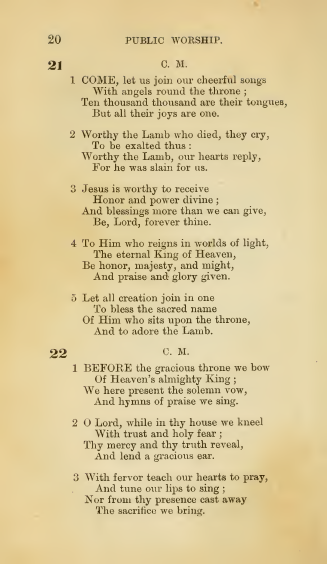 20 PUBLIC WORSHIP.
21 C. M.
1 COME, let us join our cheerful songs
With angels round the throne ;
Ten thousand thousand are their tongues,
But all their joys are one.
2 Worthy the Lamb who died, they cry,
To be exalted thus :
Worthy the Lamb, our hearts reply,
For he was slain for us.
3 Jesus is worthy to receive
Honor and power divine ;
And blessings more than we can give,
Be, Lord, forever thine.
4 To Him who reigns in worlds of light,
The eternal King of Heaven,
Be honor, majesty, and might,
And praise and glory given.
5 Let all creation join in one
To bless the sacred name
Of Him who sits upon the throne,
And to adore the Lamb.
22 C. M.
1 BEFORE the gracious throne we bow
Of Heaven's almighty King ;
We here present the solemn vow,
And hymns of praise we sing.
2 O Lord, while in thy house we kneel
With trust and holy fear ;
Thy mercy and thy truth reveal,
And lend a gracious ear.
3 With fervor teach our hearts to pray,
And tune our lips to sing ;
Nor from thy presence cast away
The sacrifice we bring.